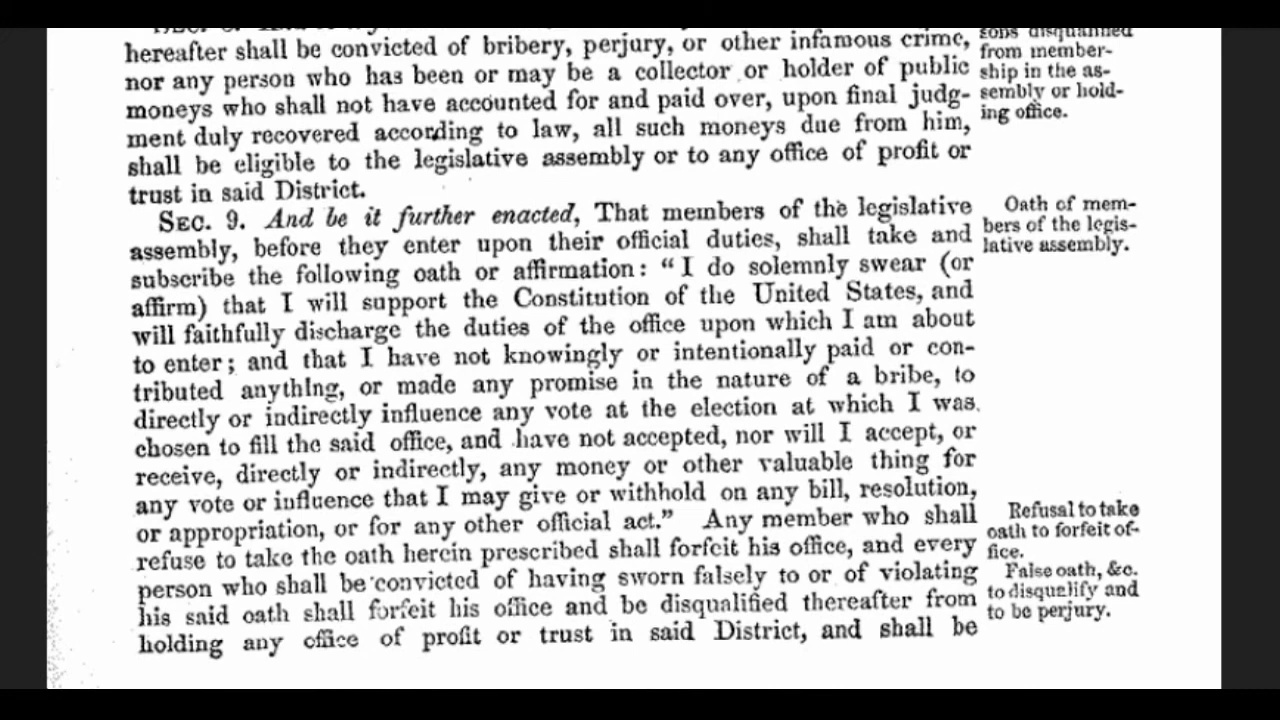 hereafter shall be convicted of bribery, perjury, or other infamous crime,
nor any person who has been or may be a collector or holder of public
moneys who shall not have accounted for and paid over, upon final judg-
ment duly recovered according to law, all such moneys due from him,
shall be eligible to the legislative assembly or to any office of profit or
trust in said District.
sons disqualified
from member-
ship in the as-
sembly or hold-
ing office.
SEC. 9. And be it further enacted, That members of the legislative
assembly, before they enter upon their official duties, shall take and
subscribe the following oath or affirmation: “I do solemnly swear (or
affirm) that I will support the Constitution of the United States, and
will faithfully discharge the duties of the office upon which I am about
to enter; and that I have not knowingly or intentionally paid or con-
tributed anything, or made any promise in the nature of a bribe, to
directly or indirectly influence any vote at the election at which I was
chosen to fill the said office, and have not accepted, nor will I accept, or
receive, directly or indirectly, any money or other valuable thing for
any vote or influence that I may give or withhold on any bill, resolution,
or appropriation, or for any other official act.” Any member who shall
refuse to take the oath herein prescribed shall forfeit his office, and every
person who shall be convicted of having sworn falsely to or of violating
his said oath shall forfeit his office and be disqualified thereafter from
holding any office of profit or trust in said District, and shall be
Oath of mem-
bers of the legis-
lative assembly.
Refusal to take
oath to forfeit of-
fice.
False oath, &c.
to disqualify and
to be perjury.